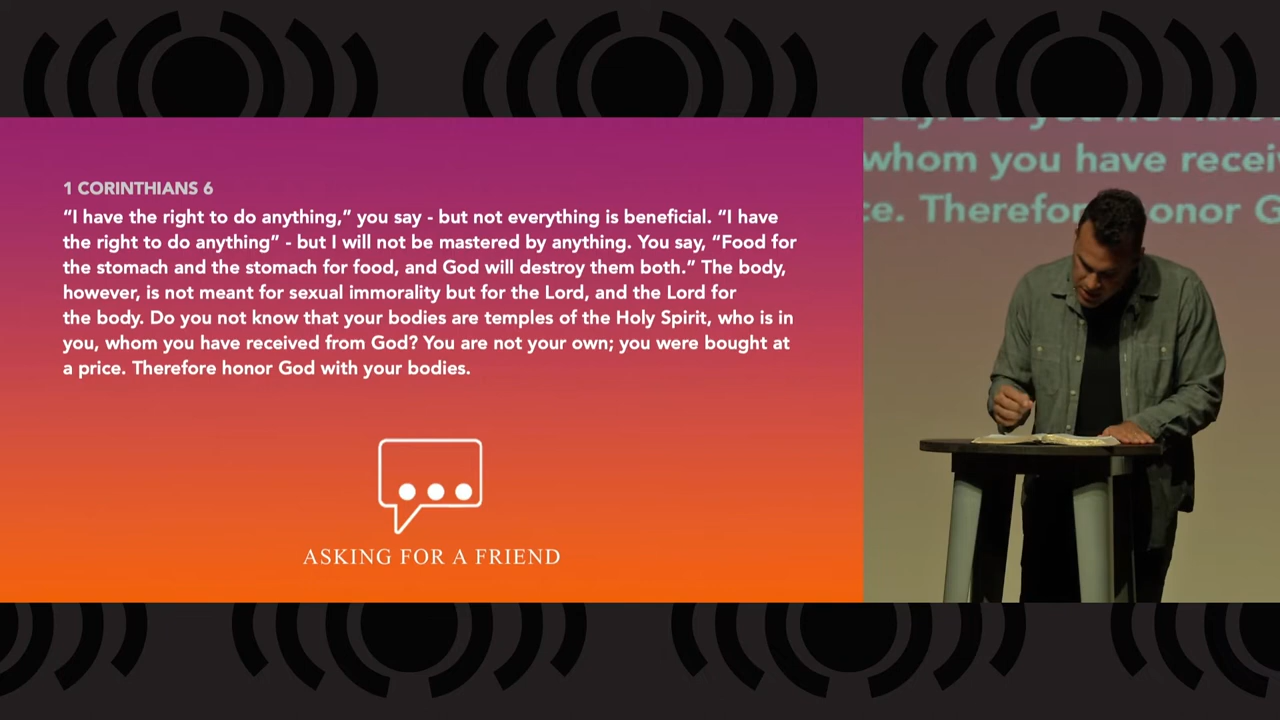 1 CORINTHIANS 6
“I have the right to do anything,” you say - but not everything is beneficial. “I have
the right to do anything” - but I will not be mastered by anything. You say, “Food for
the stomach and the stomach for food, and God will destroy them both.” The body,
however, is not meant for sexual immorality but for the Lord, and the Lord for
the body. Do you not know that your bodies are temples of the Holy Spirit, who is in
you, whom you have received from God? You are not your own; you were bought at
a price. Therefore honor God with your bodies.
ASKING FOR A FRIEND
whom you have recei
ce. Therefor onor G